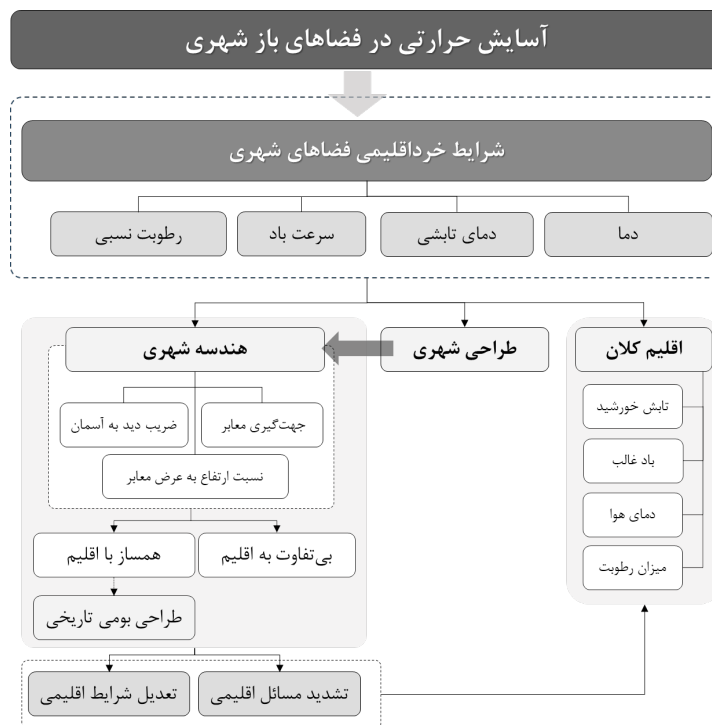 آسایش حرارتی در فضاهای باز شهری
شرایط خرداقلیمی فضاهای شهری
دما
دمای تابشی
سرعت باد
رطوبت نسبی
اقلیم کلان
طراحی شهری
هندسه شهری
تابش خورشید
باد غالب
دمای هوا
میزان رطوبت
جهت‌گیری معابر
ضریب دید به آسمان
نسبت ارتفاع به عرض معابر
بی‌تفاوت به اقلیم
همساز با اقلیم
طراحی بومی تاریخی
تشدید مسائل اقلیمی
تعدیل شرایط اقلیمی